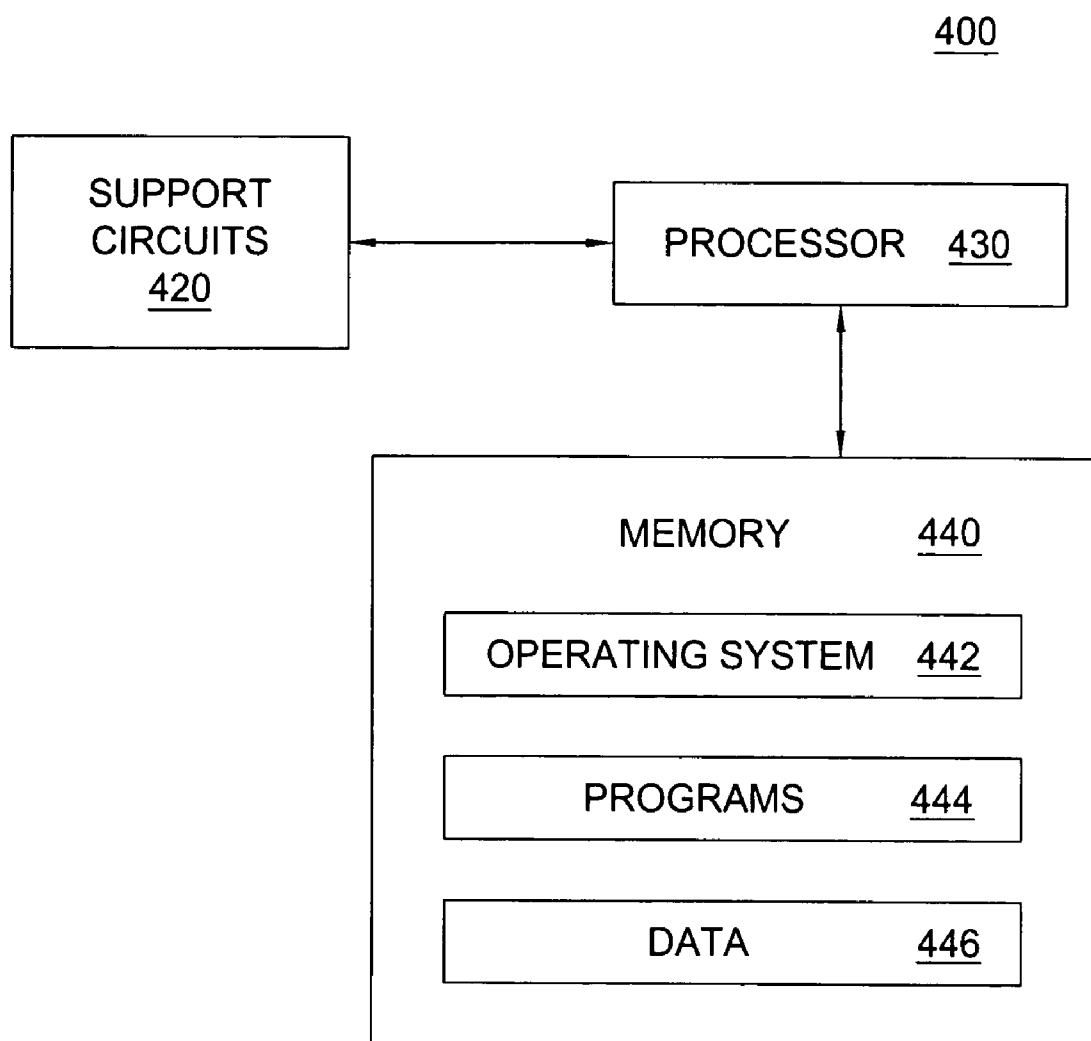 400
SUPPORT
CIRCUITS
420
PROCESSOR 430
MEMORY 440
OPERATING SYSTEM 442
PROGRAMS 444
DATA 446